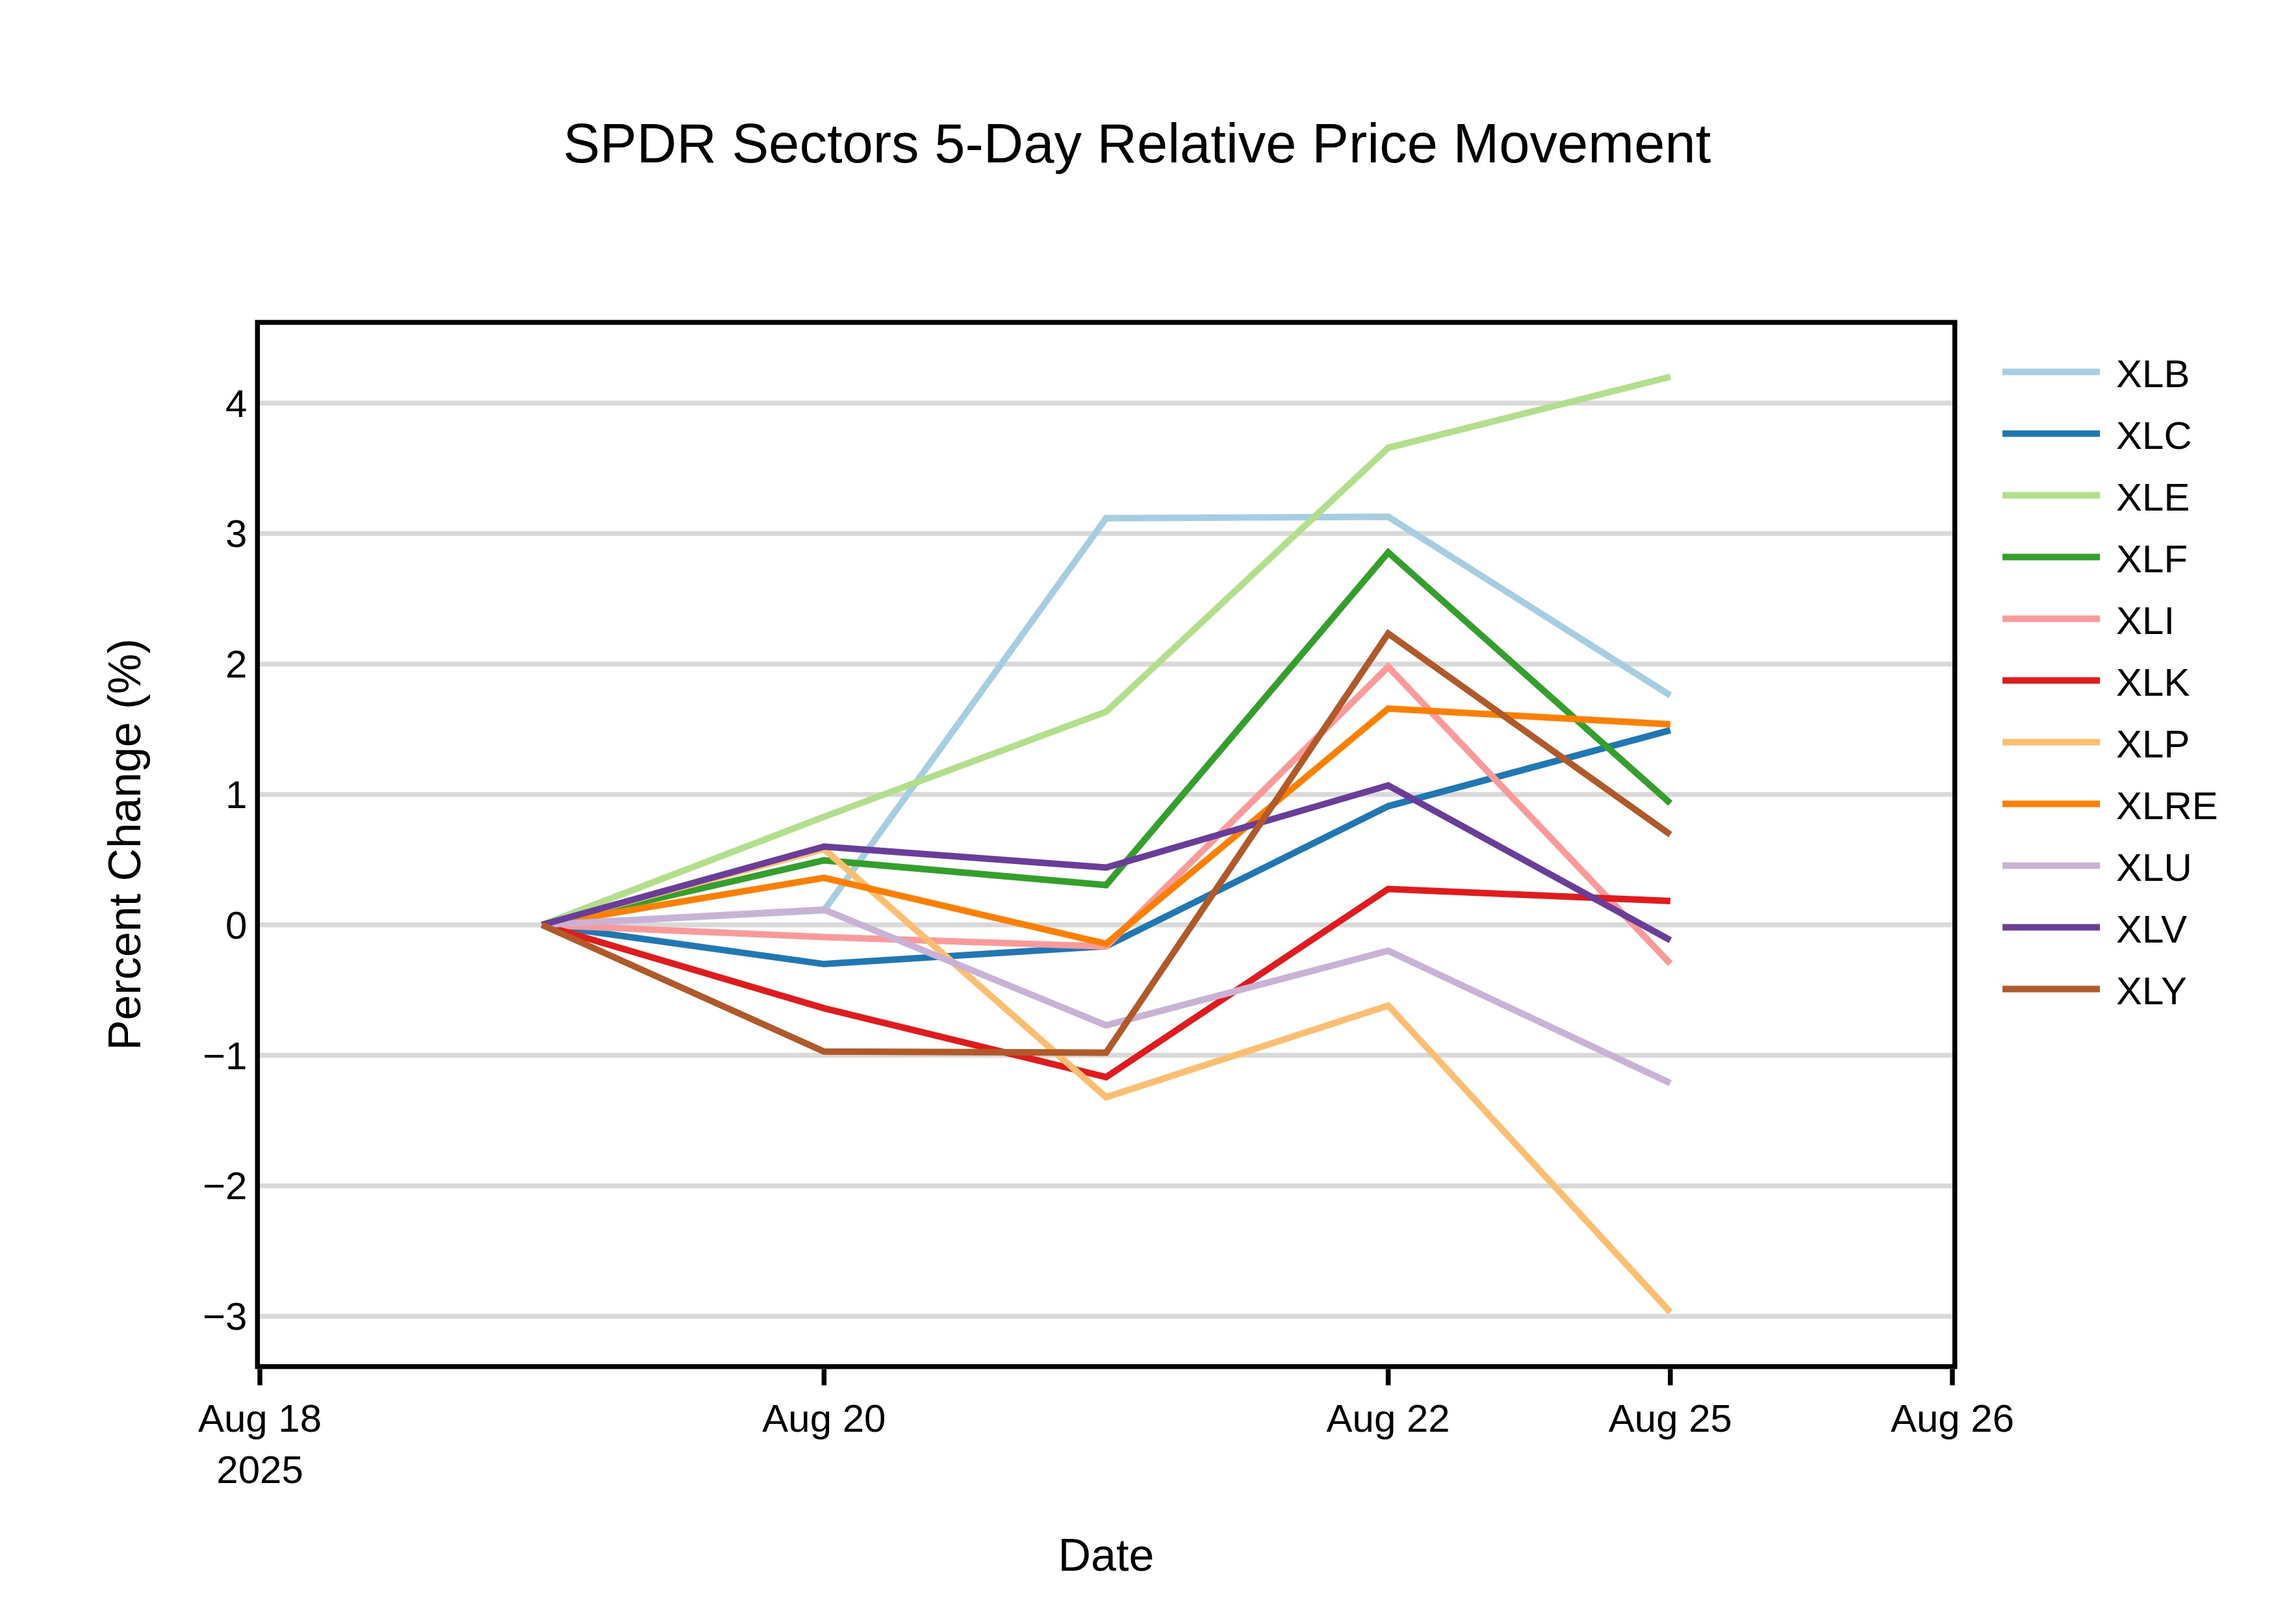 SPDR Sectors 5-Day Relative Price Movement
Percent Change (%)
4
3
2
1
0
−1
−2
−3
Aug 18
2025
Aug 20
Aug 22
Aug 25
Aug 26
Date
XLB
XLC
XLE
XLF
XLI
XLK
XLP
XLRE
XLU
XLV
XLY